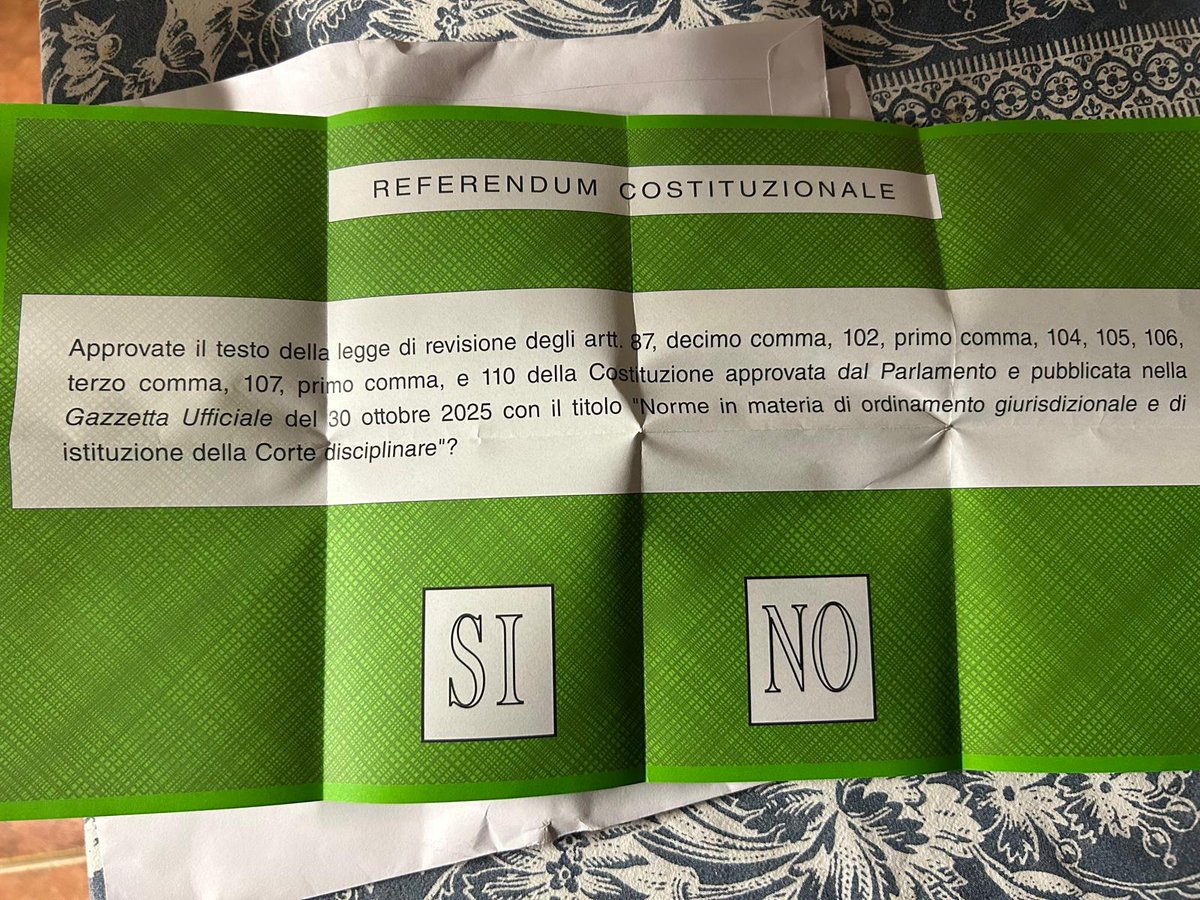 REFERENDUM COSTITUZIONALE
Approvate il testo della legge di revisione degli artt. 87, decimo comma, 102, primo comma, 104, 105, 106,
terzo comma, 107, primo comma, e 110 della Costituzione approvata dal Parlamento e pubblicata nella
Gazzetta Ufficiale del 30 ottobre 2025 con il titolo "Norme in materia di ordinamento giurisdizionale e di
istituzione della Corte disciplinare"?
SI NO